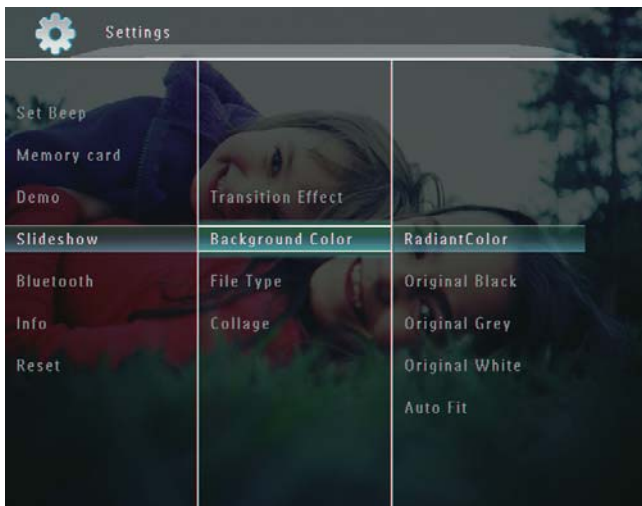 Settings
Set Beep
Memory card
Demo
Slideshow
Bluetooth
Info
Reset
Transition Effect
Background Color
File Type
Collage
RadiantColor
Original Black
Original Grey
Original White
Auto Fit